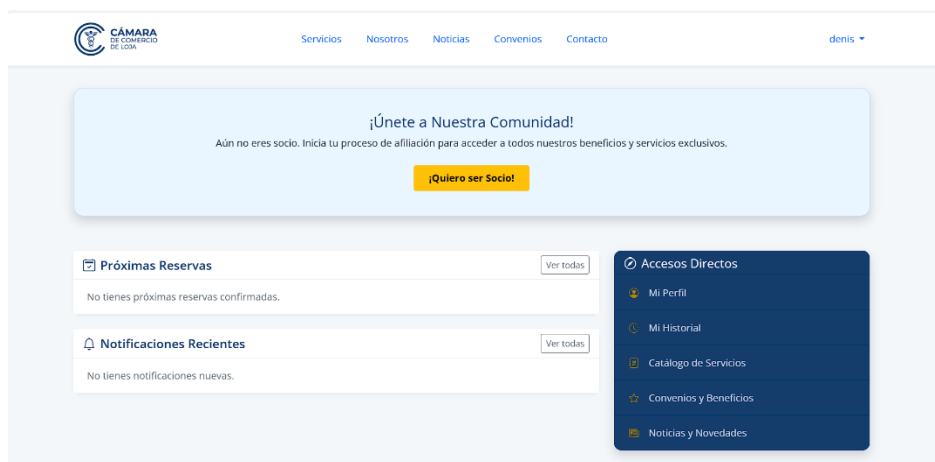 CÁMARA
DE COMERCIO
DE LOJA
Servicios Nosotros Noticias Convenios Contacto
denis
¡Únete a Nuestra Comunidad!
Aún no eres socio. Inicia tu proceso de afiliación para acceder a todos nuestros beneficios y servicios exclusivos.
¡Quiero ser Socio!
Próximas Reservas
Ver todas
No tienes próximas reservas confirmadas.
Notificaciones Recientes
Ver todas
No tienes notificaciones nuevas.
Accesos Directos
Mi Perfil
Mi Historial
Catálogo de Servicios
Convenios y Beneficios
Noticias y Novedades